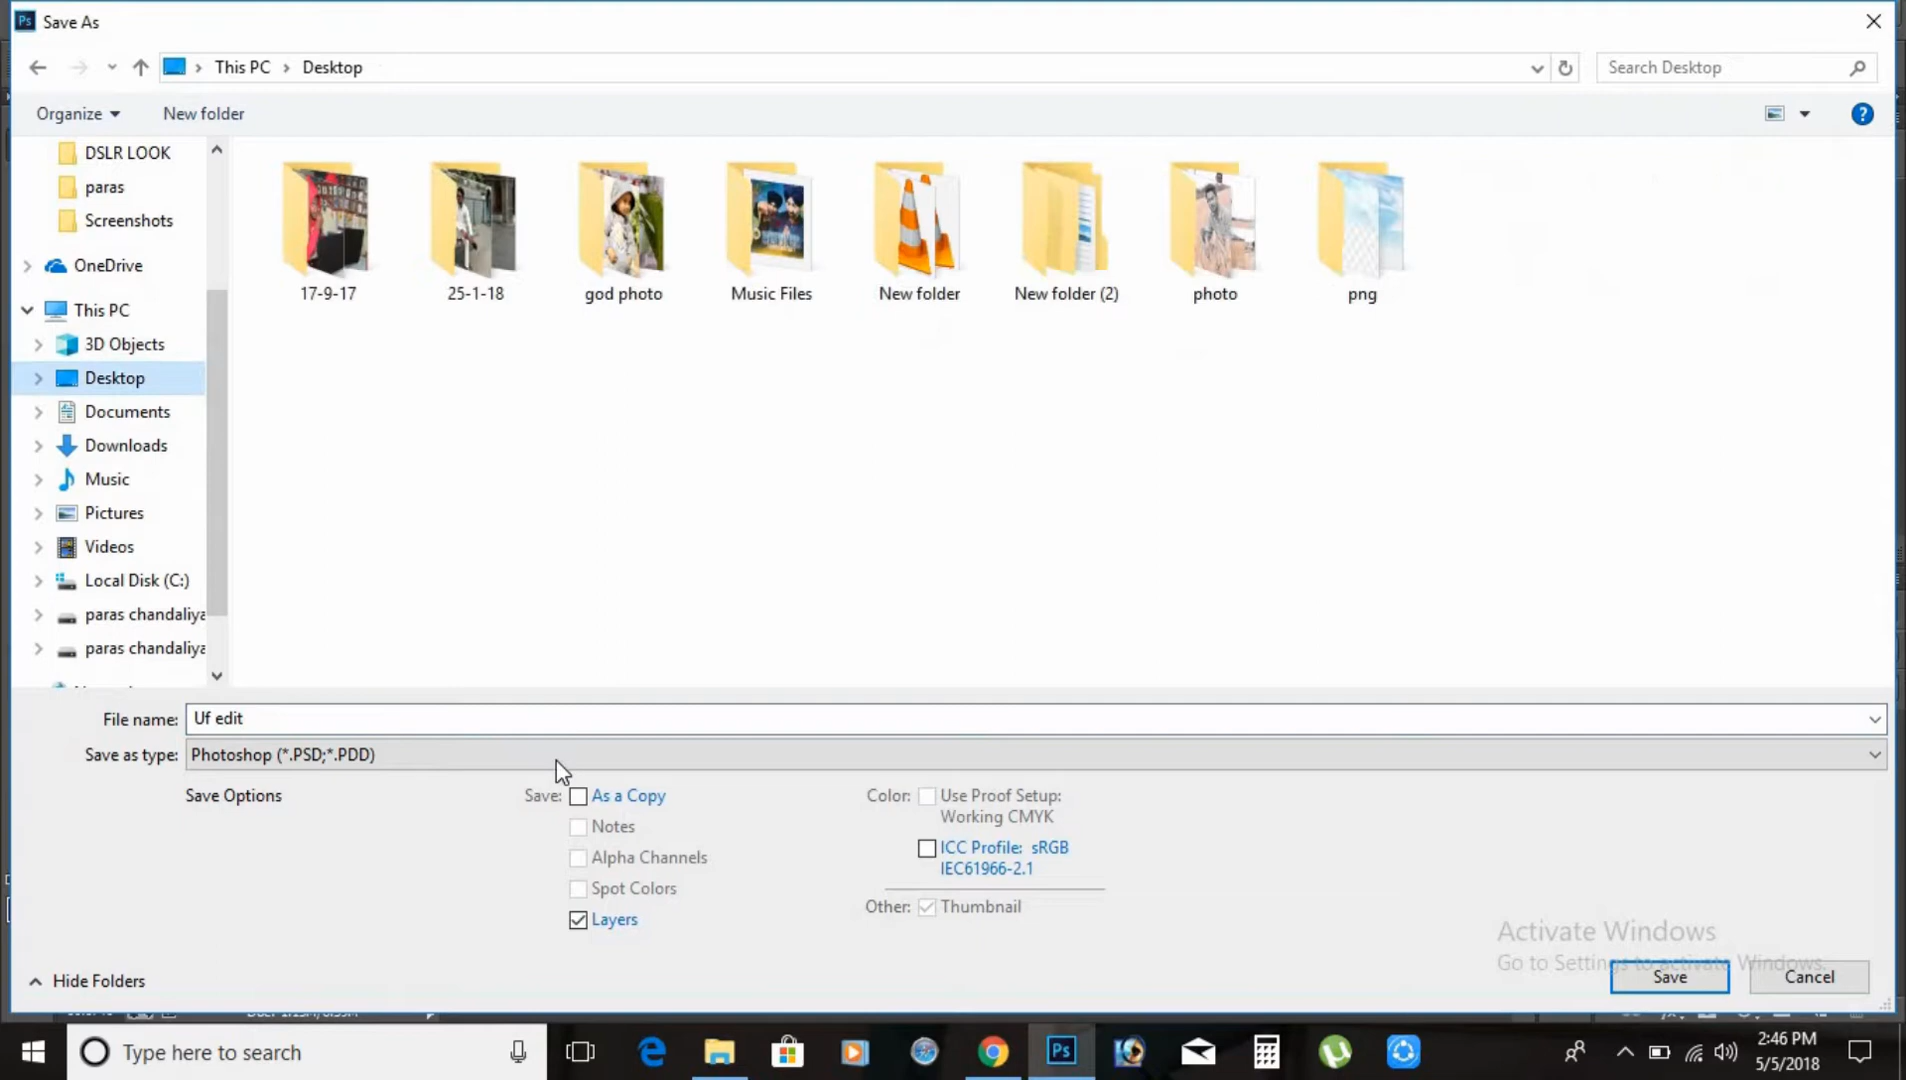 Ps Save As
This PC Desktop
Search Desktop
Organize New folder
DSLR LOOK
paras
Screenshots
OneDrive
This PC
3D Objects
Desktop
Documents
Downloads
Music
Pictures
Videos
Local Disk (C:)
paras chandaliya
paras chandaliya
17-9-17 25-1-18 god photo Music Files New folder New folder (2) photo png
File name: Uf edit
Save as type: Photoshop (*.PSD;*.PDD)
Save Options
Save: As a Copy
Notes
Alpha Channels
Spot Colors
Layers
Color: Use Proof Setup:
Working CMYK
ICC Profile: sRGB
IEC61966-2.1
Other: Thumbnail
Activate Windows
Go to Settings to activate Windows.
Hide Folders
Save Cancel
Type here to search
Ps
2:46 PM
5/5/2018